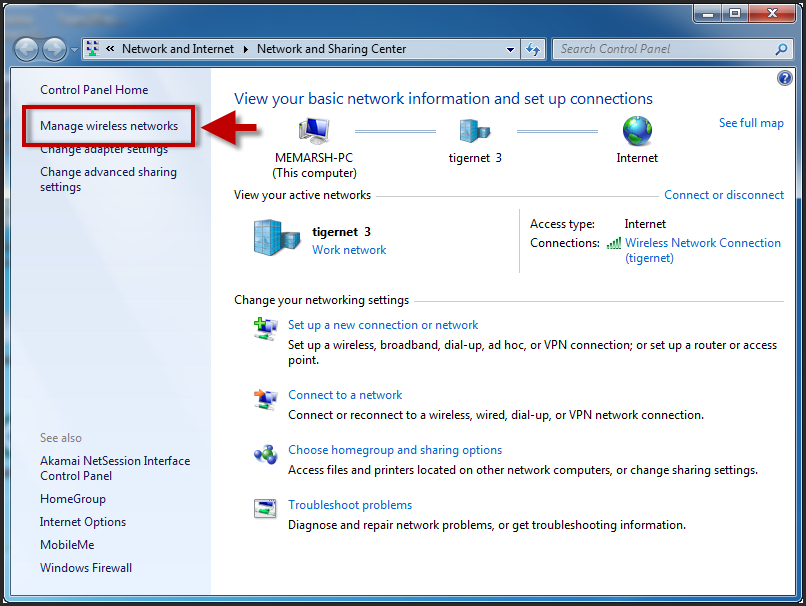 « Network and Internet ▸ Network and Sharing Center
Search Control Panel
Control Panel Home
Manage wireless networks
Change adapter settings
Change advanced sharing
settings
See also
Akamai NetSession Interface
Control Panel
HomeGroup
Internet Options
MobileMe
Windows Firewall
View your basic network information and set up connections
See full map
MEMARSH-PC
(This computer)
tigernet 3
Internet
View your active networks
Connect or disconnect
tigernet 3
Work network
Access type: Internet
Connections: Wireless Network Connection
(tigernet)
Change your networking settings
Set up a new connection or network
Set up a wireless, broadband, dial-up, ad hoc, or VPN connection; or set up a router or access
point.
Connect to a network
Connect or reconnect to a wireless, wired, dial-up, or VPN network connection.
Choose homegroup and sharing options
Access files and printers located on other network computers, or change sharing settings.
Troubleshoot problems
Diagnose and repair network problems, or get troubleshooting information.